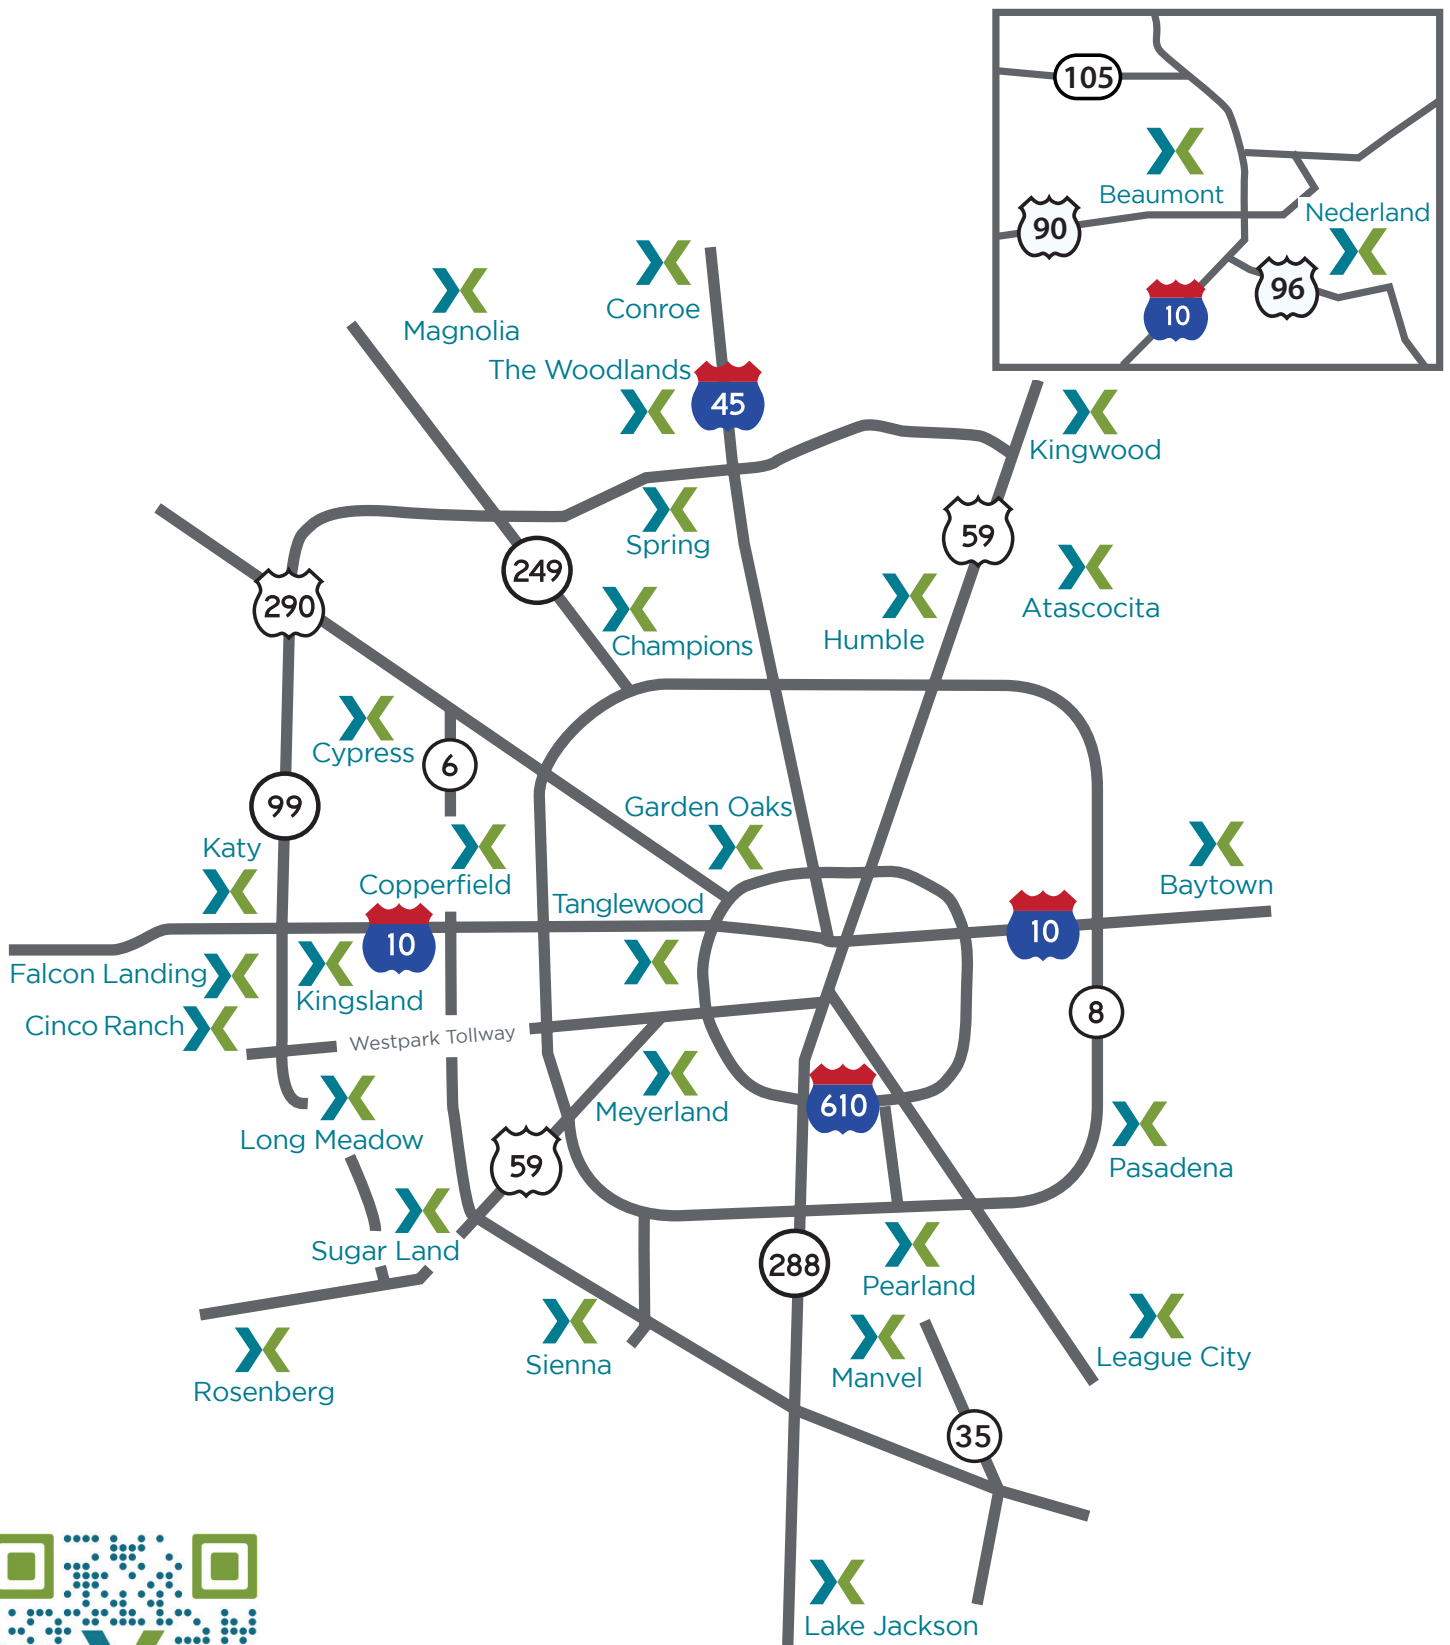 105
Beaumont
Nederland
90
96
10
Conroe
Magnolia
The Woodlands
45
Kingwood
Spring
59
249
Atascocita
290
Humble
Champions
Cypress
6
99
Garden Oaks
Katy
Copperfield
Baytown
Tanglewood
10
10
Falcon Landing
Kingsland
Cinco Ranch
8
Westpark Tollway
Meyerland
610
Long Meadow
59
Pasadena
Sugar Land
288
Pearland
Sienna
Manvel
League City
Rosenberg
35
Lake Jackson